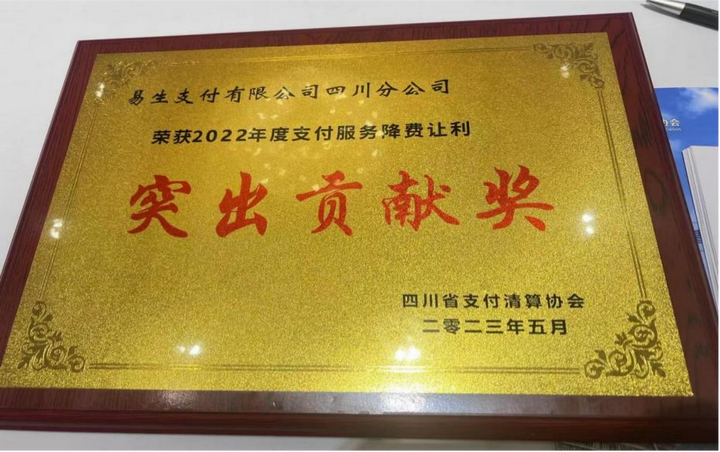 易生支付有限公司四川分公司
荣获2022年度支付服务降费让利
突出贡献奖
四川省支付清算协会
二零二三年五月
协会